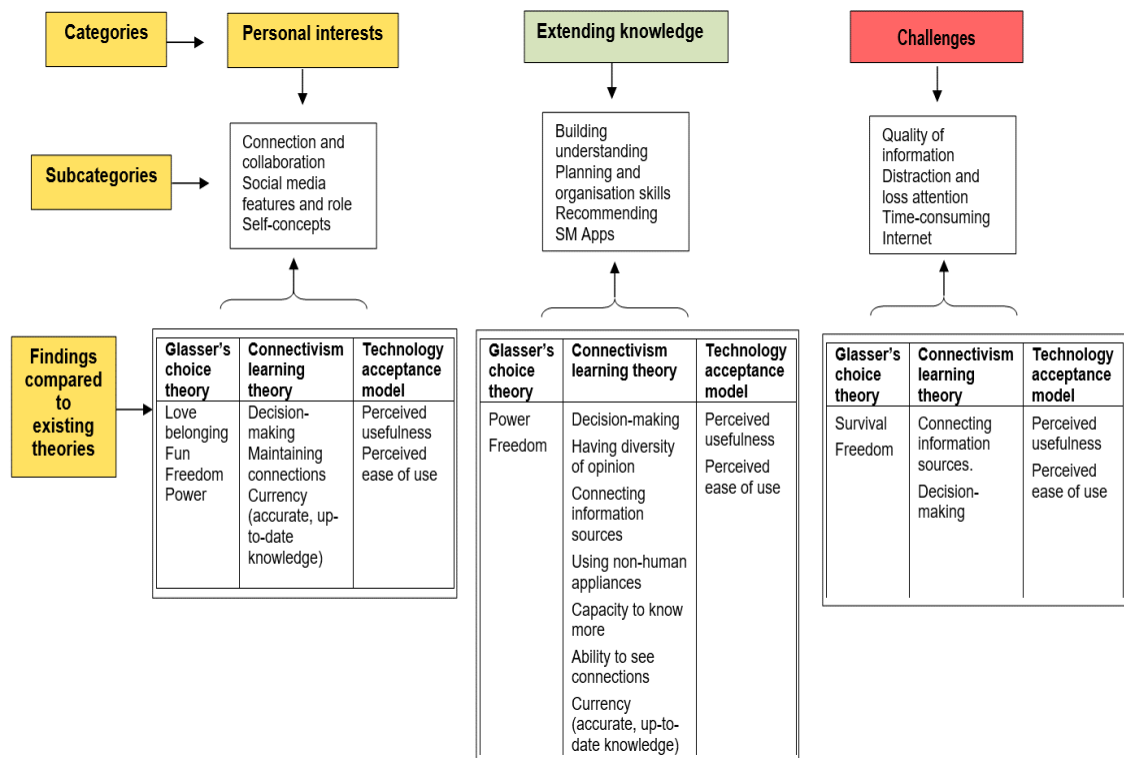 Categories
Personal interests
Extending knowledge
Challenges
Subcategories
Connection and
collaboration
Social media
features and role
Self-concepts
Building
understanding
Planning and
organisation skills
Recommending
SM Apps
Quality of
information
Distraction and
loss attention
Time-consuming
Internet
Findings
compared
to
existing
theories
Glasser's
choice
theory
Connectivism
learning
theory
Technology
acceptance
model
Love
belonging
Fun
Freedom
Power
Decision-
making
Maintaining
connections
Currency
(accurate, up-
to-date
knowledge)
Perceived
usefulness
Perceived
ease of use
Glasser's
choice
theory
Connectivism
learning theory
Technology
acceptance
model
Power
Freedom
Decision-making
Having diversity
of opinion
Connecting
information
sources
Using non-human
appliances
Capacity to know
more
Ability to see
connections
Currency
(accurate, up-to-
date knowledge)
Perceived
usefulness
Perceived
ease of use
Glasser's
choice
theory
Connectivism
learning
theory
Technology
acceptance
model
Survival
Freedom
Connecting
information
sources.
Decision-
making
Perceived
usefulness
Perceived
ease of use